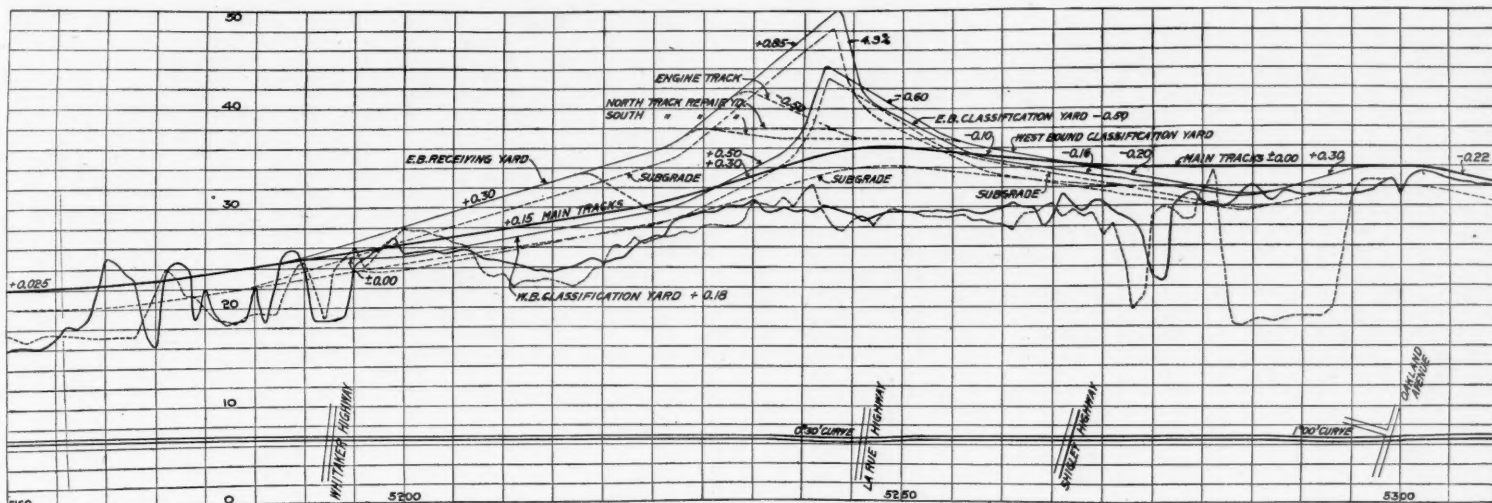 50
+0.85
4.9%
ENGINE TRACK
-0.50
-0.60
40
NORTH TRACK REPAIR YD.
SOUTH " " "
E.B. CLASSIFICATION YARD -0.50
-0.10
WEST BOUND CLASSIFICATION YARD
E.B. RECEIVING YARD
+0.50
+0.30
-0.16
-0.20
MAIN TRACKS ±0.00
+0.30
-0.22
SUBGRADE
SUBGRADE
SUBGRADE
+0.30
30
+0.15 MAIN TRACKS
+0.025
±0.00
20
W.B. CLASSIFICATION YARD + 0.18
10
WHITAKER HIGHWAY
0°30' CURVE
LA RUE HIGHWAY
SHIGLEY HIGHWAY
1°00' CURVE
OAKLAND
AVENUE
0
5200
5250
5300